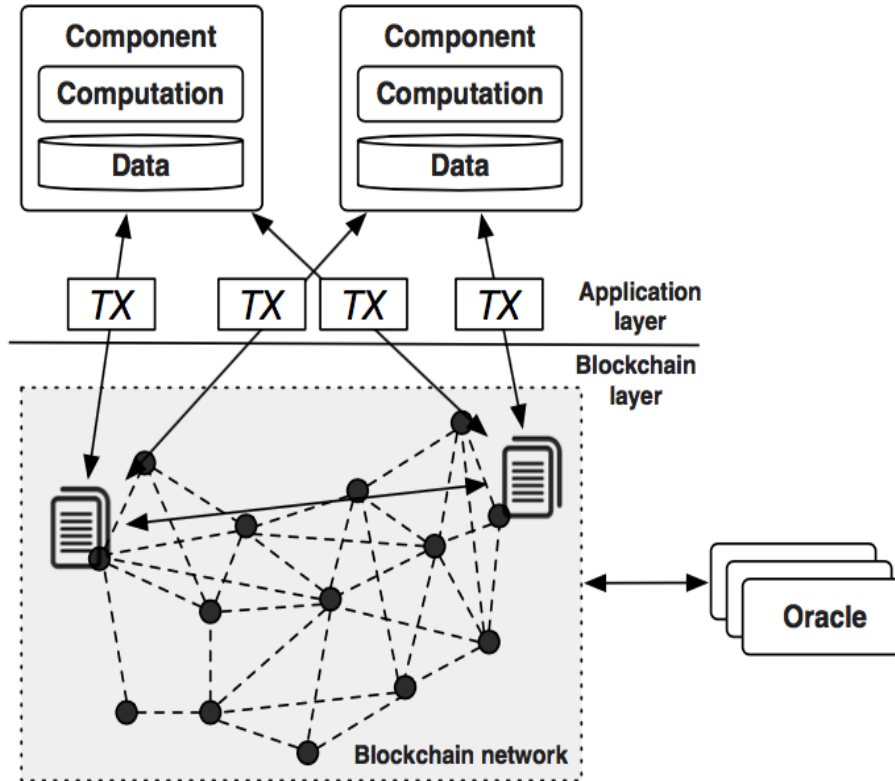 Component
Component
Computation
Computation
Data
Data
TX
TX
TX
TX
Application
layer
Blockchain
layer
Oracle
Blockchain network